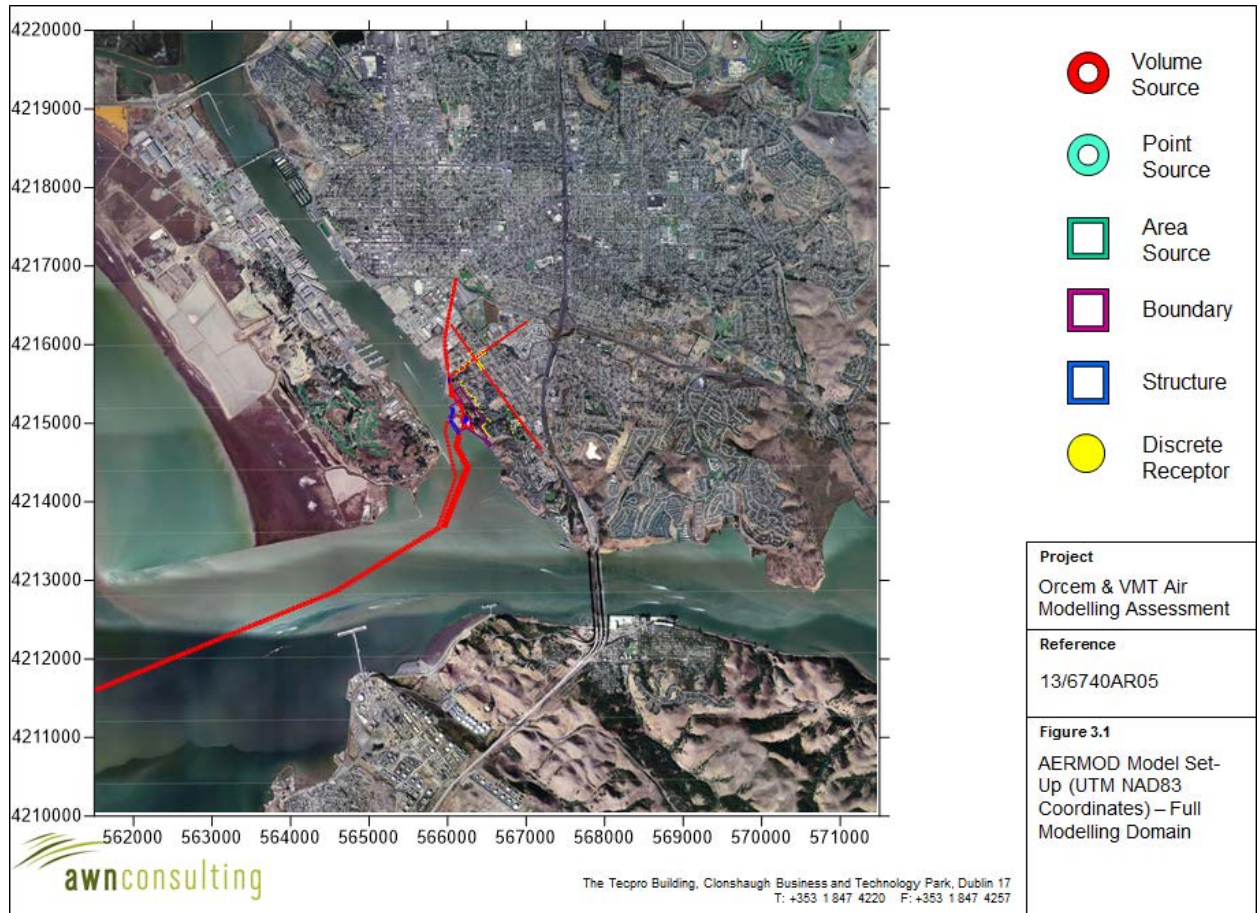 4220000
4219000
4218000
4217000
4216000
4215000
4214000
4213000
4212000
4211000
4210000
562000 563000 564000 565000 566000 567000 568000 569000 570000 571000
Volume
Source
Point
Source
Area
Source
Boundary
Structure
Discrete
Receptor
Project
Orcem & VMT Air
Modelling Assessment
Reference
13/6740AR05
Figure 3.1
AERMOD Model Set-
Up (UTM NAD83
Coordinates) – Full
Modelling Domain
awnconsulting
The Tecpro Building, Clonshaugh Business and Technology Park, Dublin 17
T: +353 1 847 4220 F: +353 1 847 4257